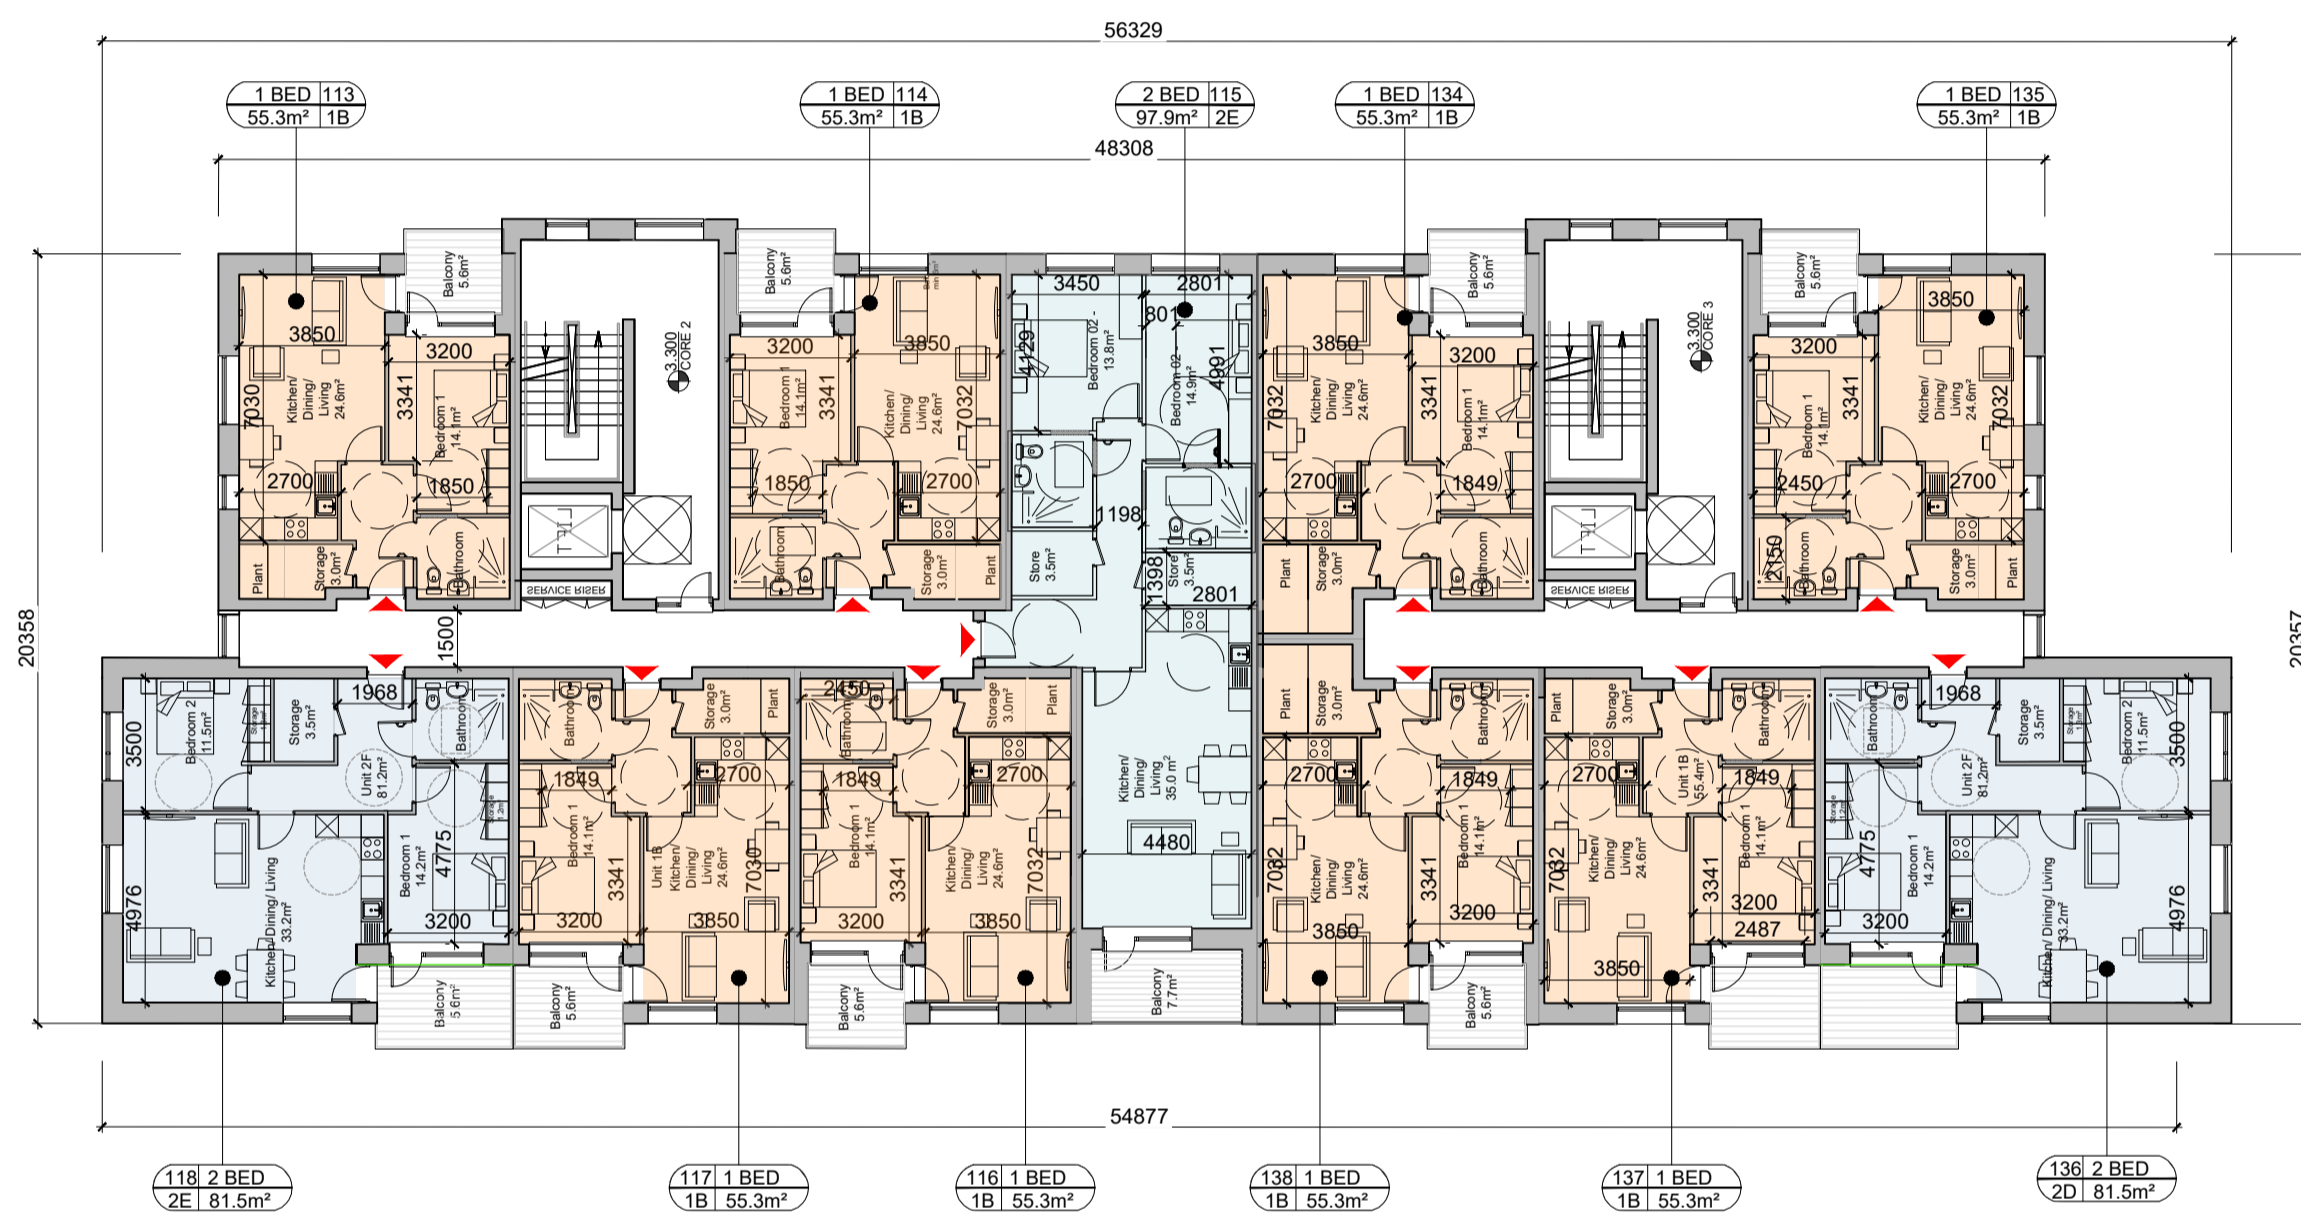 56329
1 BED 113
55.3m² 1B
1 BED 114
55.3m² 1B
2 BED 115
97.9m² 2E
1 BED 134
55.3m² 1B
1 BED 135
55.3m² 1B
48308
20358
20357
Balcony
5.6m²
3850
7030
Kitchen/
Dining/
Living
24.6m²
2700
3200
3341
Bedroom 1
14.1m²
1850
Plant
Storage
3.0m²
Bathroom
3.300
CORE 2
LIFT
SERVICE RISER
Balcony
5.6m²
3200
3341
Bedroom 1
14.1m²
1850
Bathroom
3850
7032
Kitchen/
Dining/
Living
24.6m²
2700
Storage
3.0m²
Plant
3450
4129
Bedroom 02 -
13.8m²
2801
801
4991
Bedroom 02 -
14.9m²
1198
Store
3.5m²
1398
Store
3.5m²
2801
Kitchen/
Dining/
Living
35.0 m²
4480
Balcony
7.7m²
3850
7032
Kitchen/
Dining/
Living
24.6m²
2700
Balcony
5.6m²
3200
3341
Bedroom 1
14.1m²
1849
Plant
Storage
3.0m²
Bathroom
3.300
CORE 3
LIFT
SERVICE RISER
Balcony
5.6m²
3200
3341
Bedroom 1
14.1m²
2450
2150
Bathroom
3850
7032
Kitchen/
Dining/
Living
24.6m²
2700
Storage
3.0m²
Plant
1500
3500
Bedroom 2
11.5m²
Storage
Storage
3.5m²
1968
Bathroom
Unit 2F
81.2m²
4976
Kitchen/ Dining/ Living
33.2m²
Bedroom 1
14.2m²
4775
Storage
1.2m²
3200
Balcony
5.6m²
Bathroom
Storage
3.0m²
Plant
1849
2700
Bedroom 1
14.1m²
3341
3200
Unit 1B
Kitchen/
Dining/
Living
24.6m²
7030
3850
Balcony
5.6m²
2450
Bathroom
Storage
3.0m²
Plant
1849
2700
Bedroom 1
14.1m²
3341
3200
Kitchen/
Dining/
Living
24.6m²
7032
3850
Balcony
5.6m²
Plant
Storage
3.0m²
Bathroom
2700
1849
7032
Kitchen/
Dining/
Living
24.6m²
3850
Bedroom 1
14.1m²
3341
3200
Balcony
5.6m²
Plant
Storage
3.0m²
Bathroom
2700
Unit 1B
55.4m²
1849
7032
Kitchen/
Dining/
Living
24.6m²
3850
Bedroom 1
14.1m²
3341
3200
2487
Bathroom
1968
Storage
3.5m²
Storage
Bedroom 2
11.5m²
3500
Unit 2F
81.2m²
Storage
1.2m²
4775
Bedroom 1
14.2m²
3200
Kitchen/ Dining/ Living
33.2m²
4976
54877
118 2 BED
2E 81.5m²
117 1 BED
1B 55.3m²
116 1 BED
1B 55.3m²
138 1 BED
1B 55.3m²
137 1 BED
1B 55.3m²
136 2 BED
2D 81.5m²